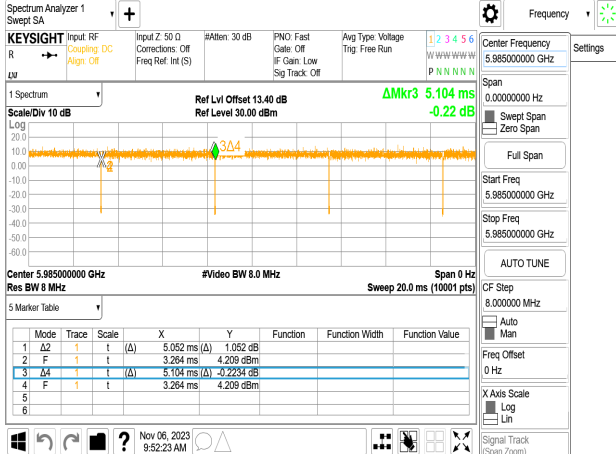 Spectrum Analyzer 1
Swept SA
Frequency
KEYSIGHT
R
Input: RF
Coupling: DC
Align: Off
Input Z: 50 Ω
Corrections: Off
Freq Ref: Int (S)
#Atten: 30 dB
PNO: Fast
Gate: Off
IF Gain: Low
Sig Track: Off
Avg Type: Voltage
Trig: Free Run
1 2 3 4 5 6
W W W W W W
P N N N N N
1 Spectrum
Scale/Div 10 dB
Ref Lvl Offset 13.40 dB
Ref Level 30.00 dBm
ΔMkr3 5.104 ms
-0.22 dB
Log
20.0
10.0
0.00
-10.0
-20.0
-30.0
-40.0
-50.0
-60.0
3Δ4
2
Center 5.985000000 GHz
Res BW 8 MHz
#Video BW 8.0 MHz
Span 0 Hz
Sweep 20.0 ms (10001 pts)
5 Marker Table
Mode Trace Scale X Y Function Function Width Function Value
1 Δ2 1 t (Δ) 5.052 ms (Δ) 1.052 dB
2 F 1 t 3.264 ms 4.209 dBm
3 Δ4 1 t (Δ) 5.104 ms (Δ) -0.2234 dB
4 F 1 t 3.264 ms 4.209 dBm
5
6
Nov 06, 2023
9:52:23 AM
Center Frequency
5.985000000 GHz
Settings
Span
0.00000000 Hz
Swept Span
Zero Span
Full Span
Start Freq
5.985000000 GHz
Stop Freq
5.985000000 GHz
AUTO TUNE
CF Step
8.000000 MHz
Auto
Man
Freq Offset
0 Hz
X Axis Scale
Log
Lin
Signal Track
(Span Zoom)